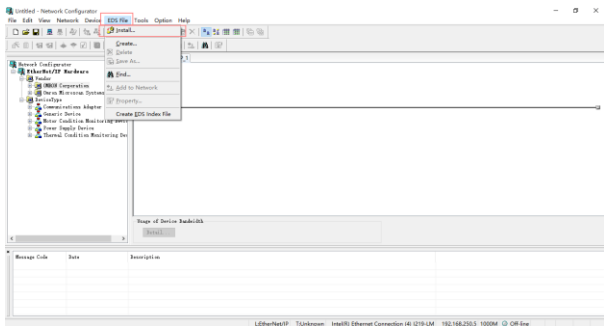 Untitled - Network Configurator
File Edit View Network Device EDS File Tools Option Help
Install...
Create...
Delete
Save As...
Find...
Add to Network
Property...
Create EDS Index File
Network Configurator
EtherNet/IP Hardware
Vendor
OMRON Corporation
Omron Microscan Systems
DeviceType
Communications Adapter
Generic Device
Motor Condition Monitoring Devi
Power Supply Device
Thermal Condition Monitoring Dev
Usage of Device Bandwidth
Detail...
Message Code Date Description
L:EtherNet/IP T:Unknown Intel(R) Ethernet Connection (4) I219-LM 192.168.250.5 1000M Off-line